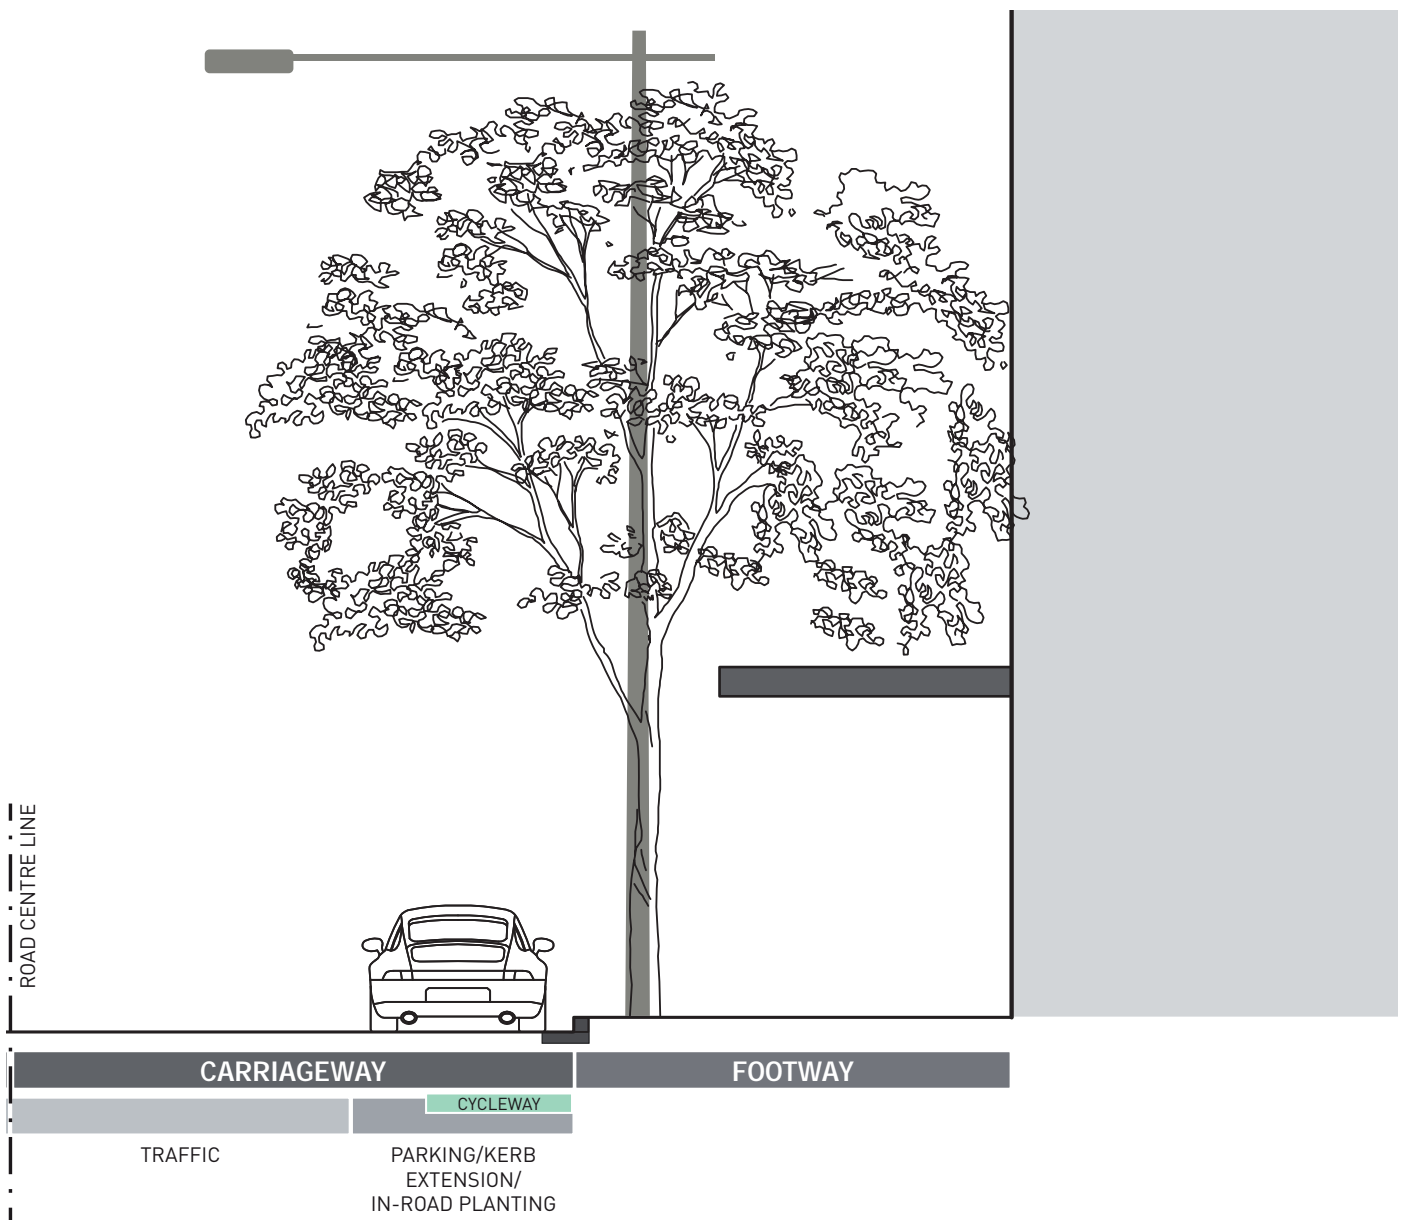 ROAD CENTRE LINE
CARRIAGEWAY
FOOTWAY
CYCLEWAY
TRAFFIC
PARKING/KERB
EXTENSION/
IN-ROAD PLANTING